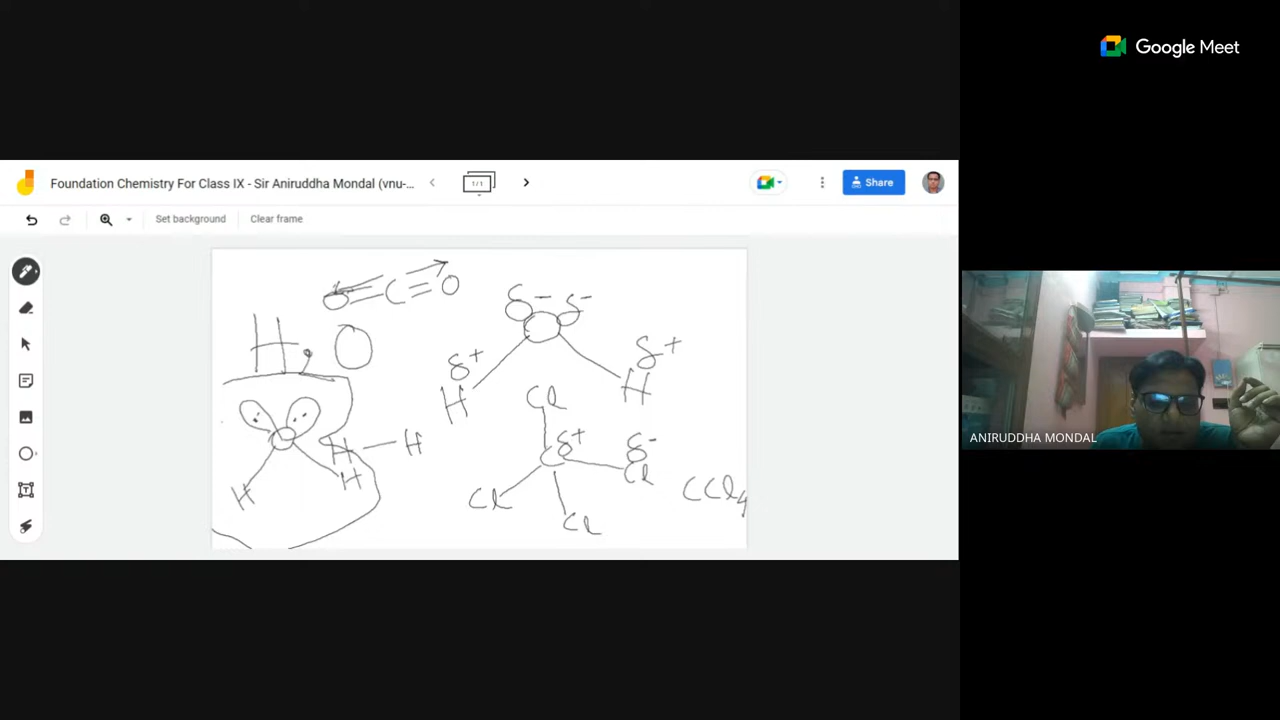 Google Meet
Foundation Chemistry For Class IX - Sir Aniruddha Mondal (vnu-...
1/1
Share
Set background
Clear frame
O=C=O
H2O
δ- δ-
δ+ δ+
H H
H H
H—H
Cl
δ+ δ-
C Cl
Cl Cl
CCl4
T
ANIRUDDHA MONDAL